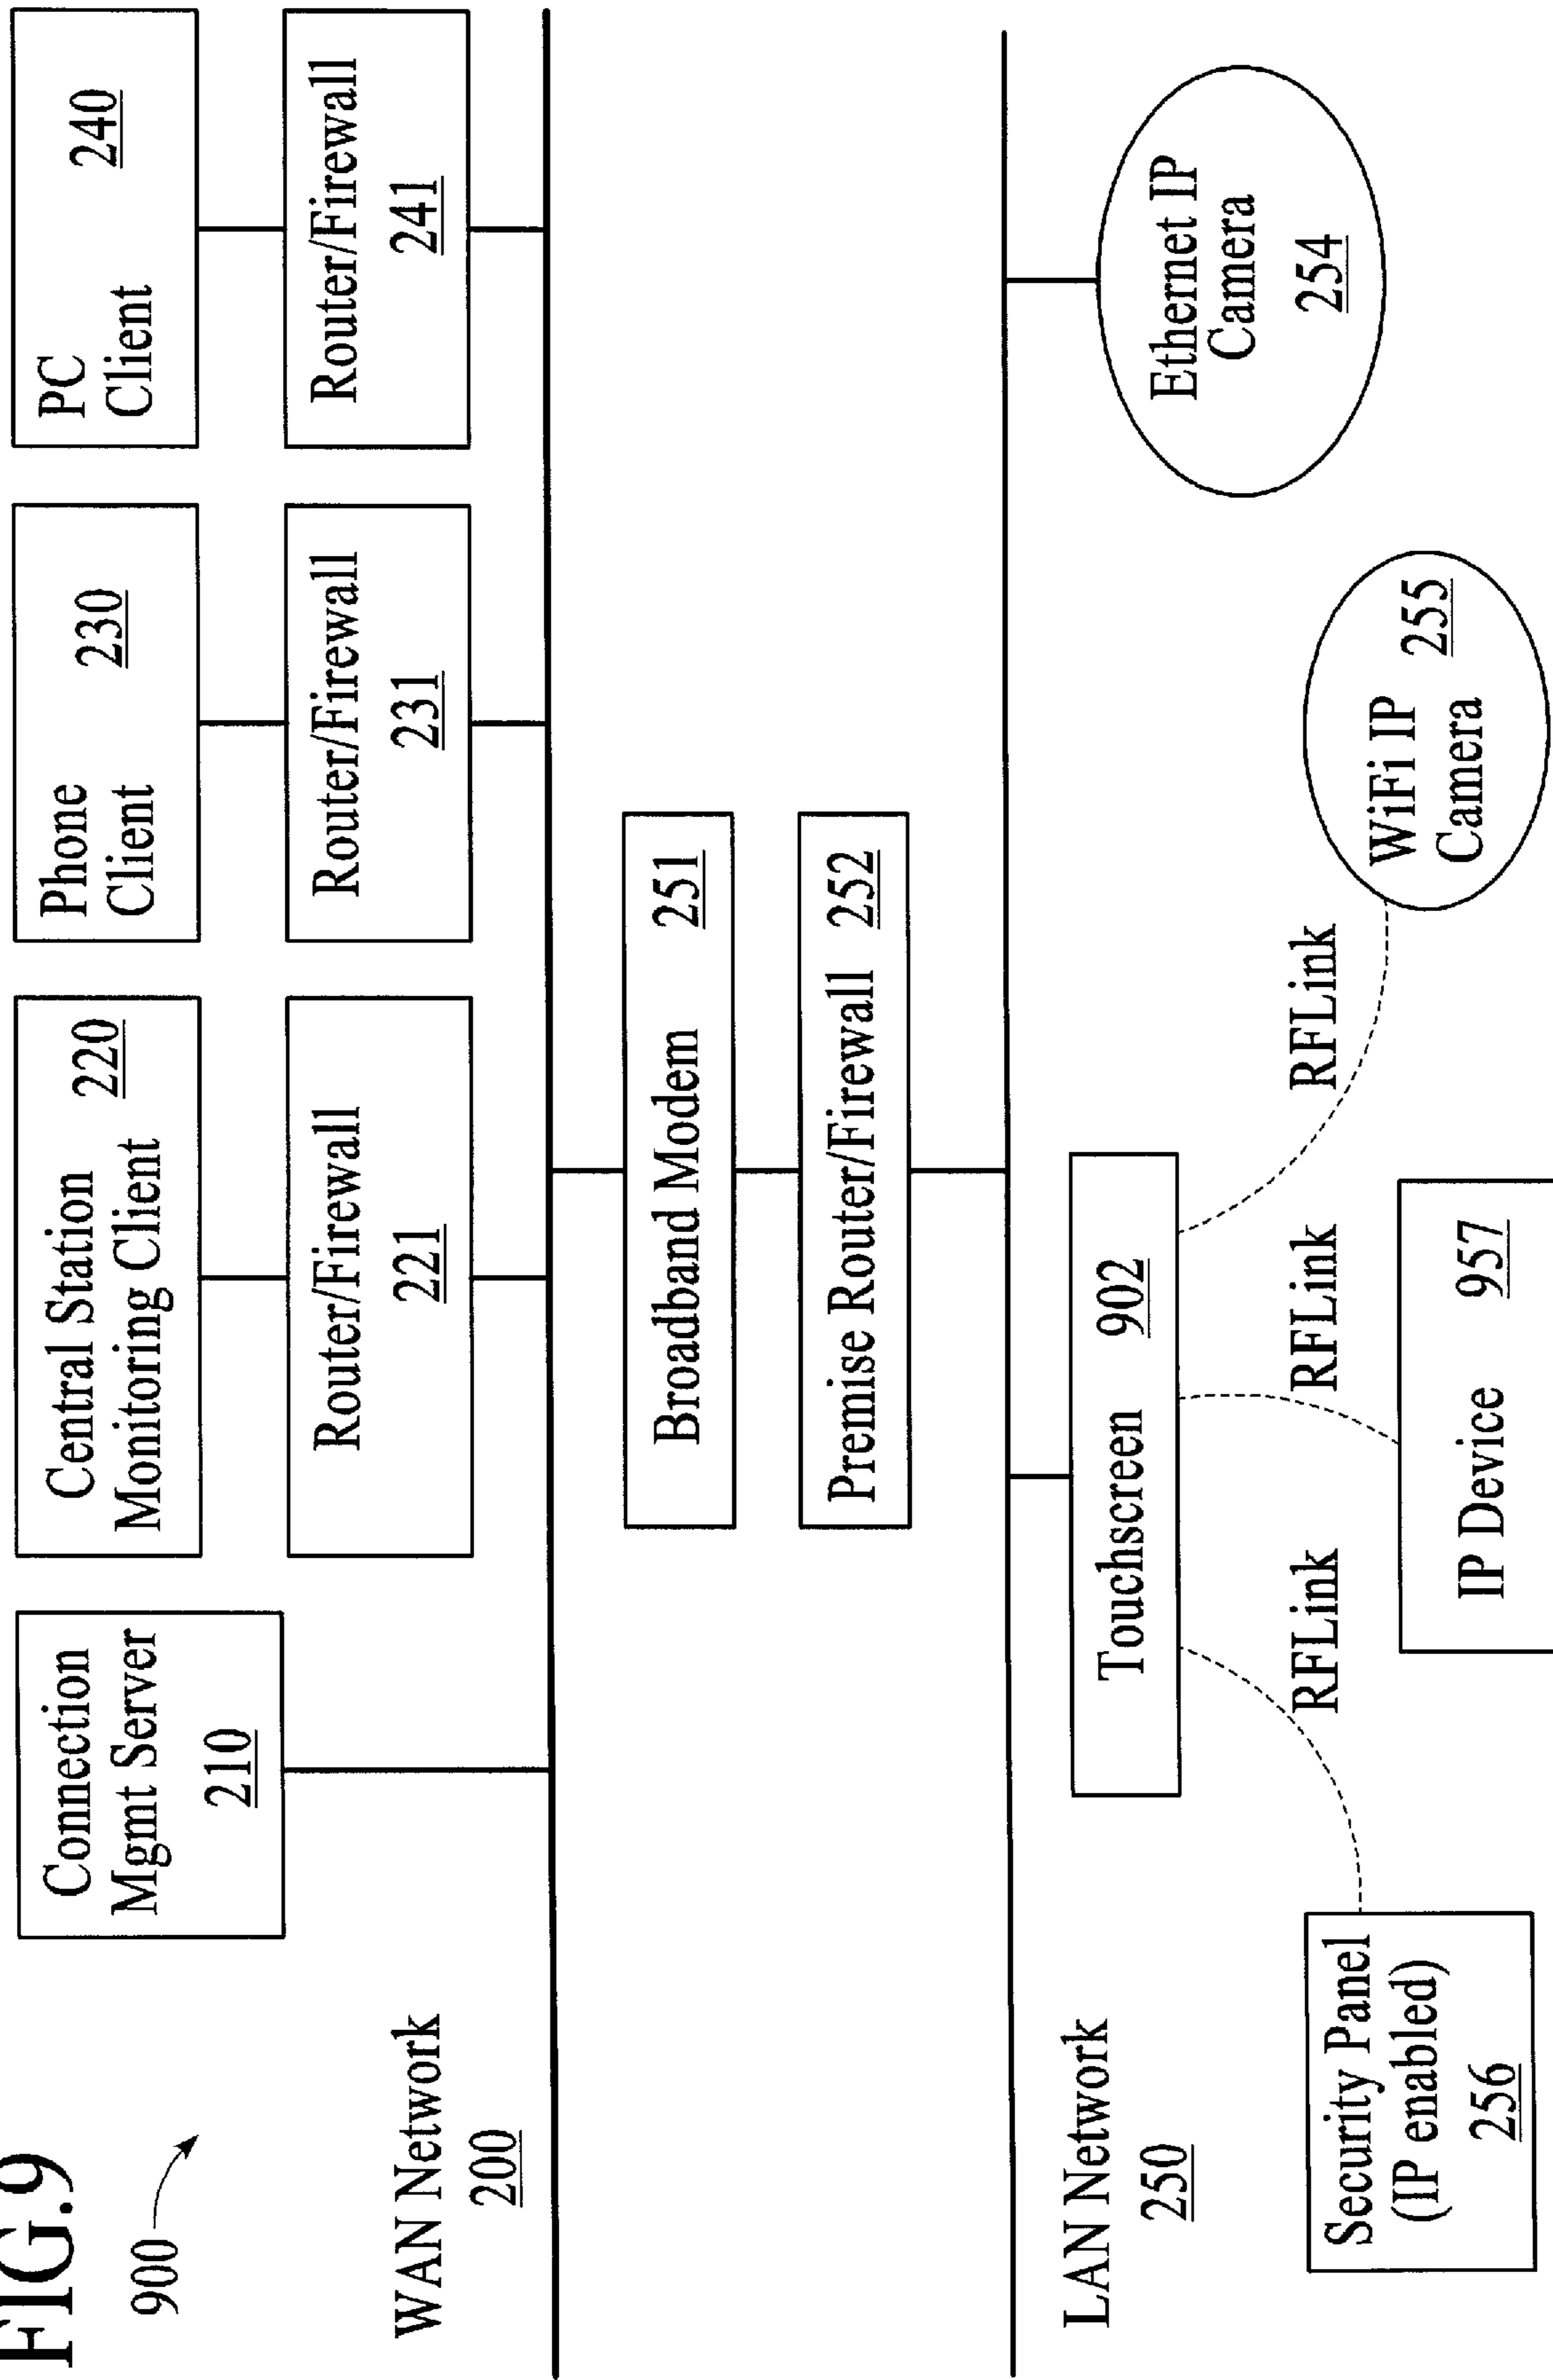 FIG.9
900
Connection
Mgmt Server
210
Central Station
Monitoring Client 220
Phone
Client 230
PC
Client 240
Router/Firewall
221
Router/Firewall
231
Router/Firewall
241
WAN Network
200
Broadband Modem 251
Premise Router/Firewall 252
LAN Network
250
Touchscreen 902
Ethernet IP
Camera
254
RFLink
RFLink
RFLink
Security Panel
(IP enabled)
256
IP Device 957
WiFi IP
Camera 255